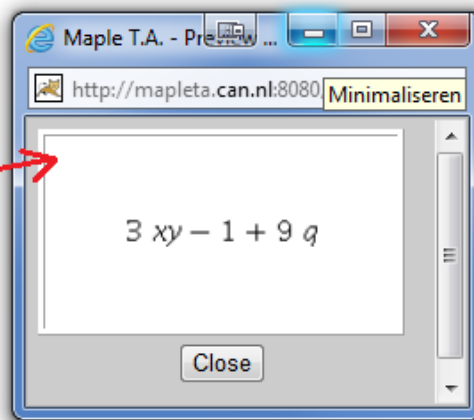 Maple T.A. - Preview ...
http://mapleta.can.nl:8080/
Minimaliseren
3 xy − 1 + 9 q
Close